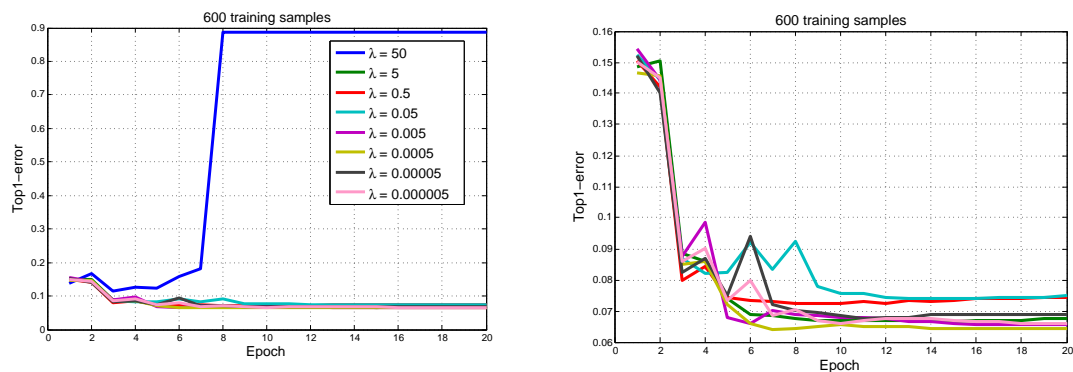 600 training samples
0.9
0.8
0.7
0.6
0.5
0.4
0.3
0.2
0.1
0
Top1−error
0 2 4 6 8 10 12 14 16 18 20
Epoch
λ = 50
λ = 5
λ = 0.5
λ = 0.05
λ = 0.005
λ = 0.0005
λ = 0.00005
λ = 0.000005
600 training samples
0.16
0.15
0.14
0.13
0.12
0.11
0.1
0.09
0.08
0.07
0.06
Top1−error
0 2 4 6 8 10 12 14 16 18 20
Epoch